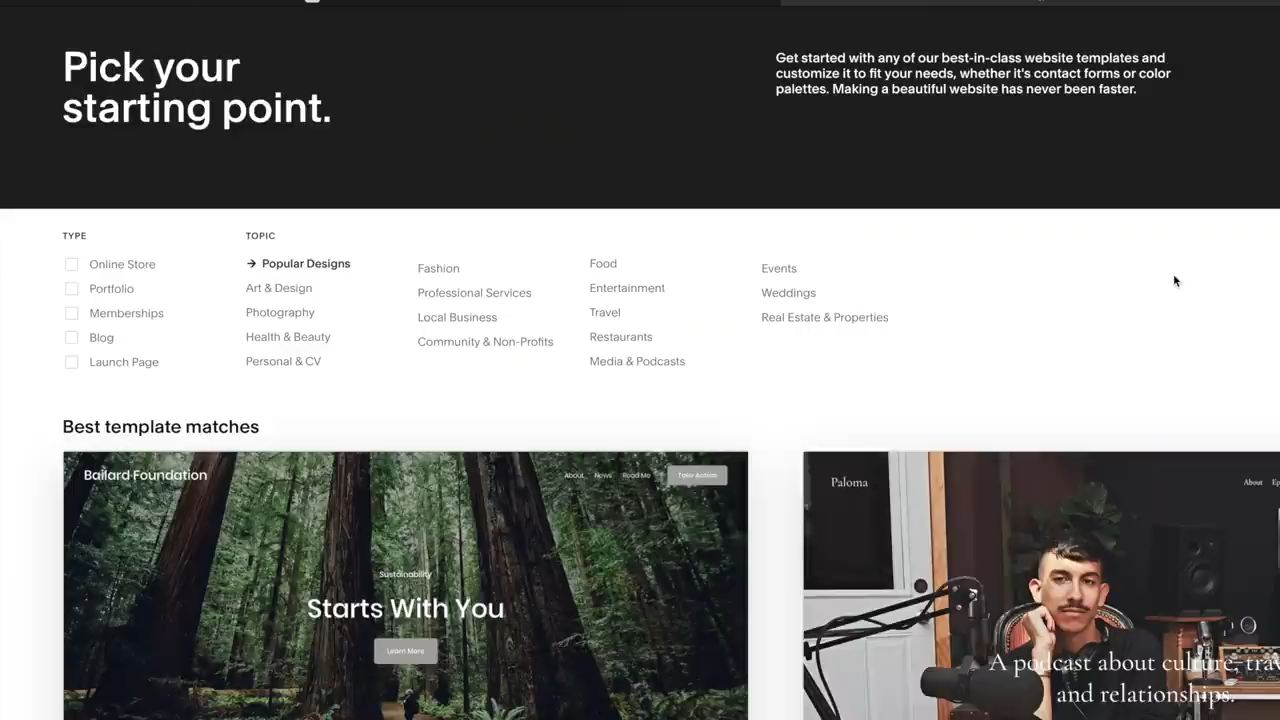 Pick your
starting point.
Get started with any of our best-in-class website templates and
customize it to fit your needs, whether it's contact forms or color
palettes. Making a beautiful website has never been faster.
TYPE
Online Store
Portfolio
Memberships
Blog
Launch Page
TOPIC
→ Popular Designs
Art & Design
Photography
Health & Beauty
Personal & CV
Fashion
Professional Services
Local Business
Community & Non-Profits
Food
Entertainment
Travel
Restaurants
Media & Podcasts
Events
Weddings
Real Estate & Properties
Best template matches
Bailard Foundation
About News Read Me Take Action
Sustainability
Starts With You
Learn More
Paloma
About
A podcast about culture,
and relationships.